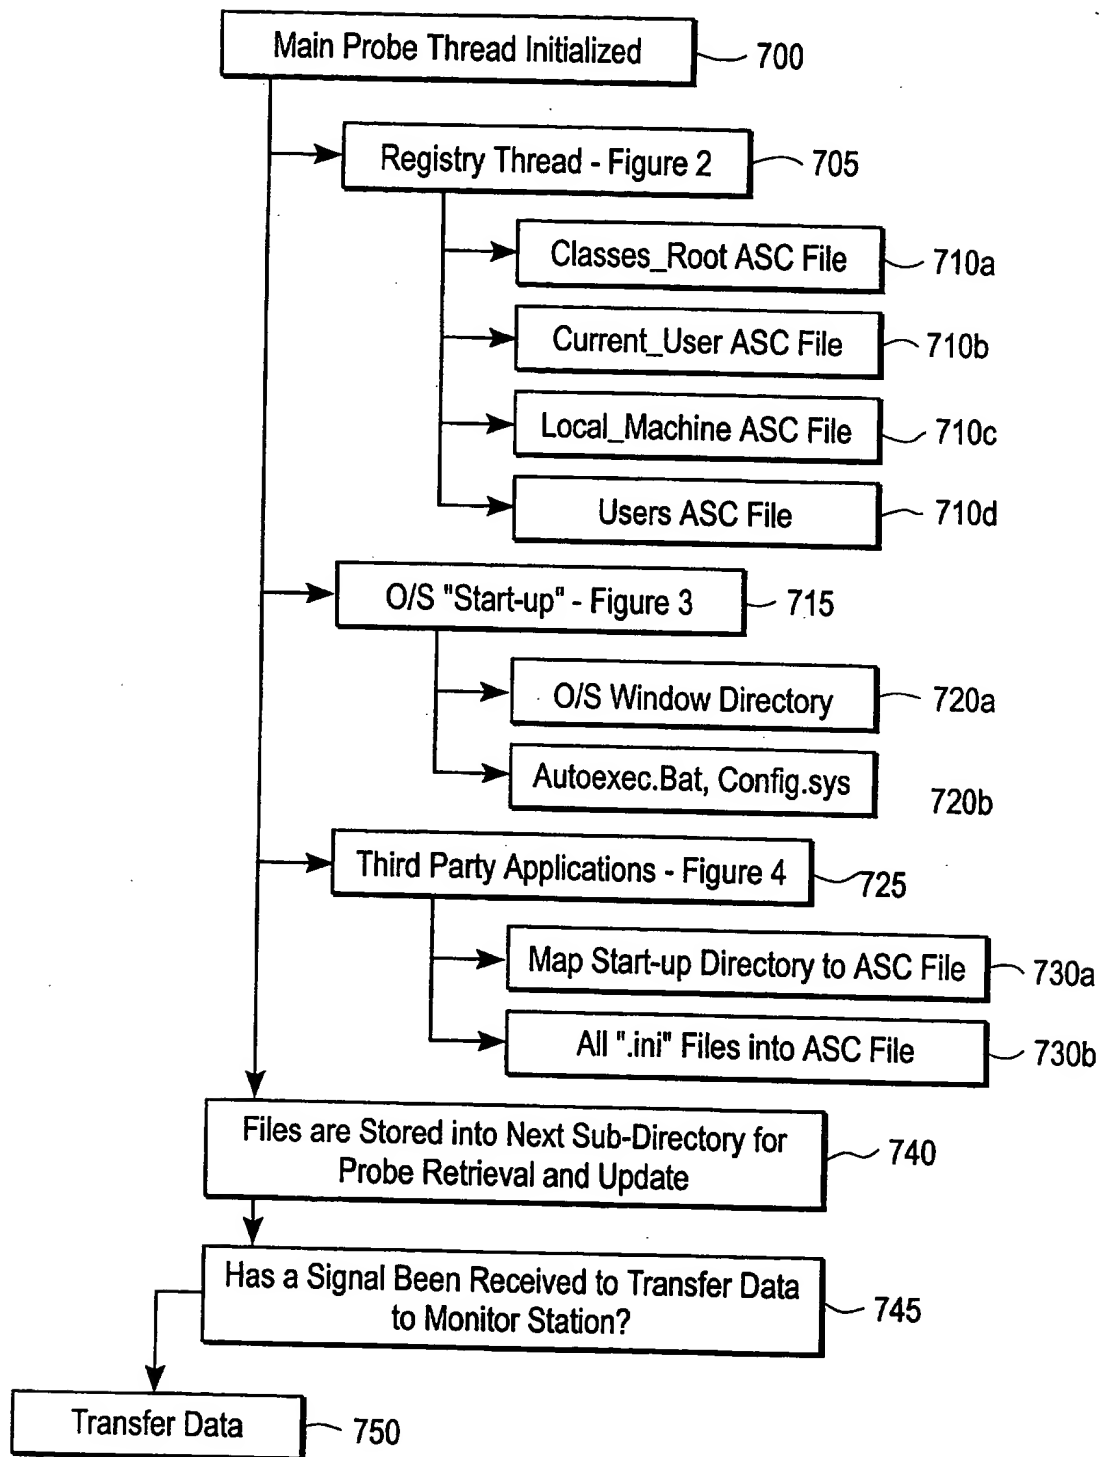 Main Probe Thread Initialized
700
Registry Thread - Figure 2
705
Classes_Root ASC File
710a
Current_User ASC File
710b
Local_Machine ASC File
710c
Users ASC File
710d
O/S "Start-up" - Figure 3
715
O/S Window Directory
720a
Autoexec.Bat, Config.sys
720b
Third Party Applications - Figure 4
725
Map Start-up Directory to ASC File
730a
All ".ini" Files into ASC File
730b
Files are Stored into Next Sub-Directory for
Probe Retrieval and Update
740
Has a Signal Been Received to Transfer Data
to Monitor Station?
745
Transfer Data
750